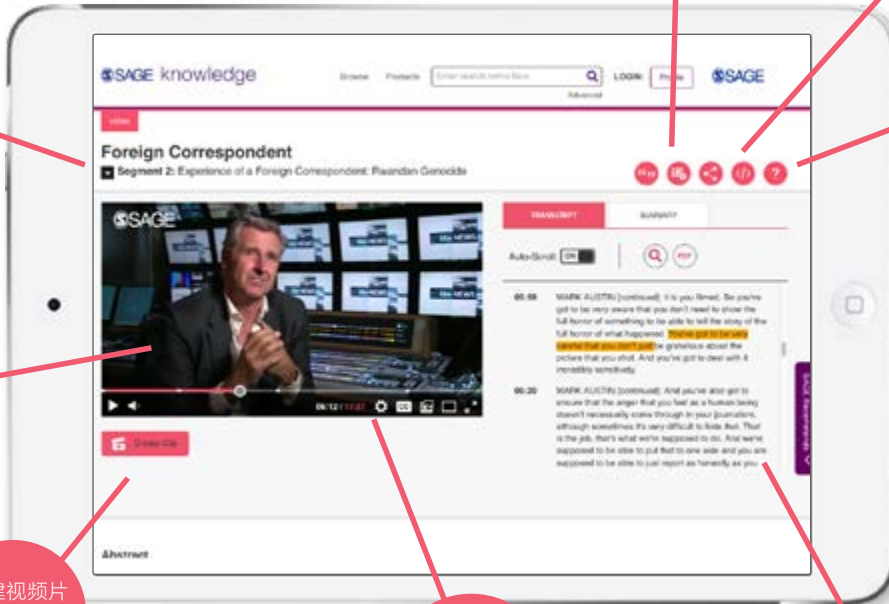 SAGE knowledge
Browse Products Enter search terms here LOGIN Profile SAGE
Advanced
VIDEO
Foreign Correspondent
Segment 2: Experience of a Foreign Correspondent: Rwandan Genocide
SAGE
TRANSCRIPT SUMMARY
Auto-Scroll: ON PDF
05:59 MARK AUSTIN [continued]: it is you filmed. So you've
got to be very aware that you don't need to show the
full horror of something to be able to tell the story of the
full horror of what happened. You've got to be very
careful that you don't just be gratuitous about the
picture that you shot. And you've got to deal with it
incredibly sensitively.
06:20 MARK AUSTIN [continued]: And you've also got to
ensure that the anger that you feel as a human being
doesn't necessarily come through in your journalism,
although sometimes it's very difficult to hide that. That
is the job, that's what we're supposed to do. And we're
supposed to be able to put that to one side and you are
supposed to be able to just report as honestly as you
06:12 / CC
SAGE Recommends
Create Clip
Abstract
建视频片